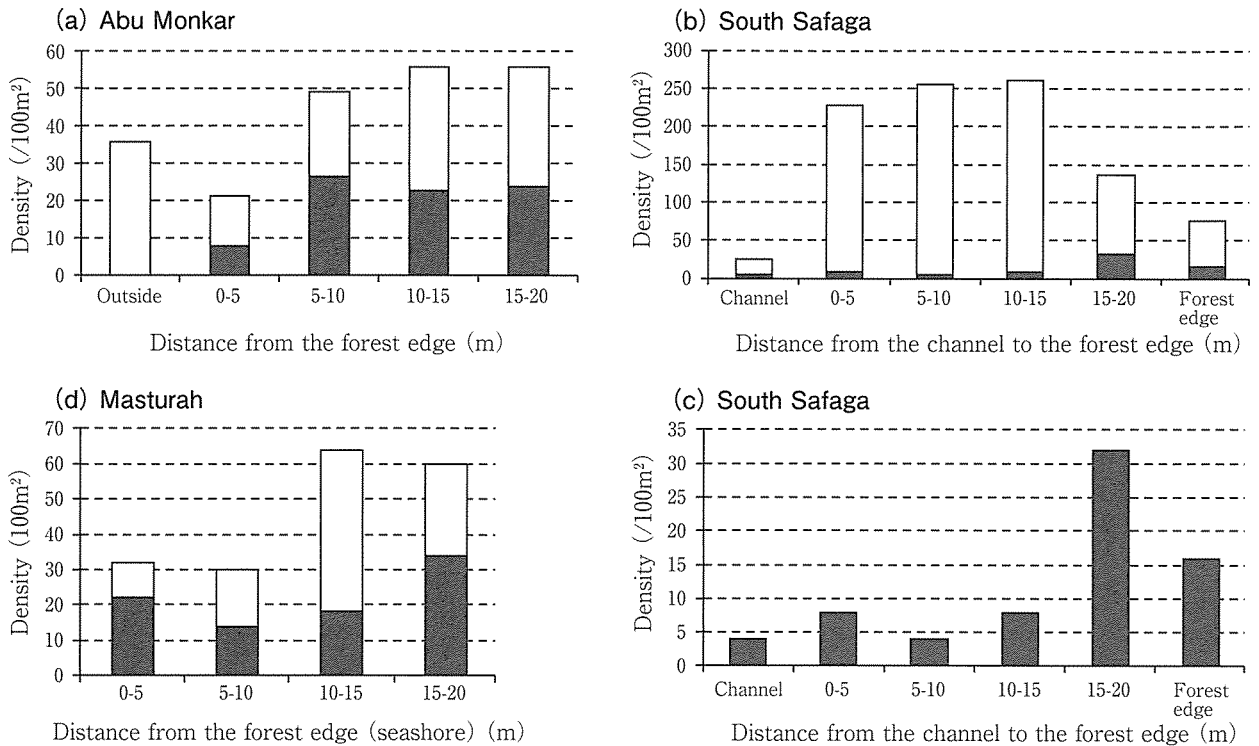 (a) Abu Monkar
60
50
40
30
20
10
0
Density (/100m²)
Outside 0-5 5-10 10-15 15-20
Distance from the forest edge (m)
(b) South Safaga
300
250
200
150
100
50
0
Density (/100m²)
Channel 0-5 5-10 10-15 15-20 Forest
edge
Distance from the channel to the forest edge (m)
(d) Masturah
70
60
50
40
30
20
10
0
Density (100m²)
0-5 5-10 10-15 15-20
Distance from the forest edge (seashore) (m)
(c) South Safaga
35
30
25
20
15
10
5
0
Density (/100m²)
Channel 0-5 5-10 10-15 15-20 Forest
edge
Distance from the channel to the forest edge (m)